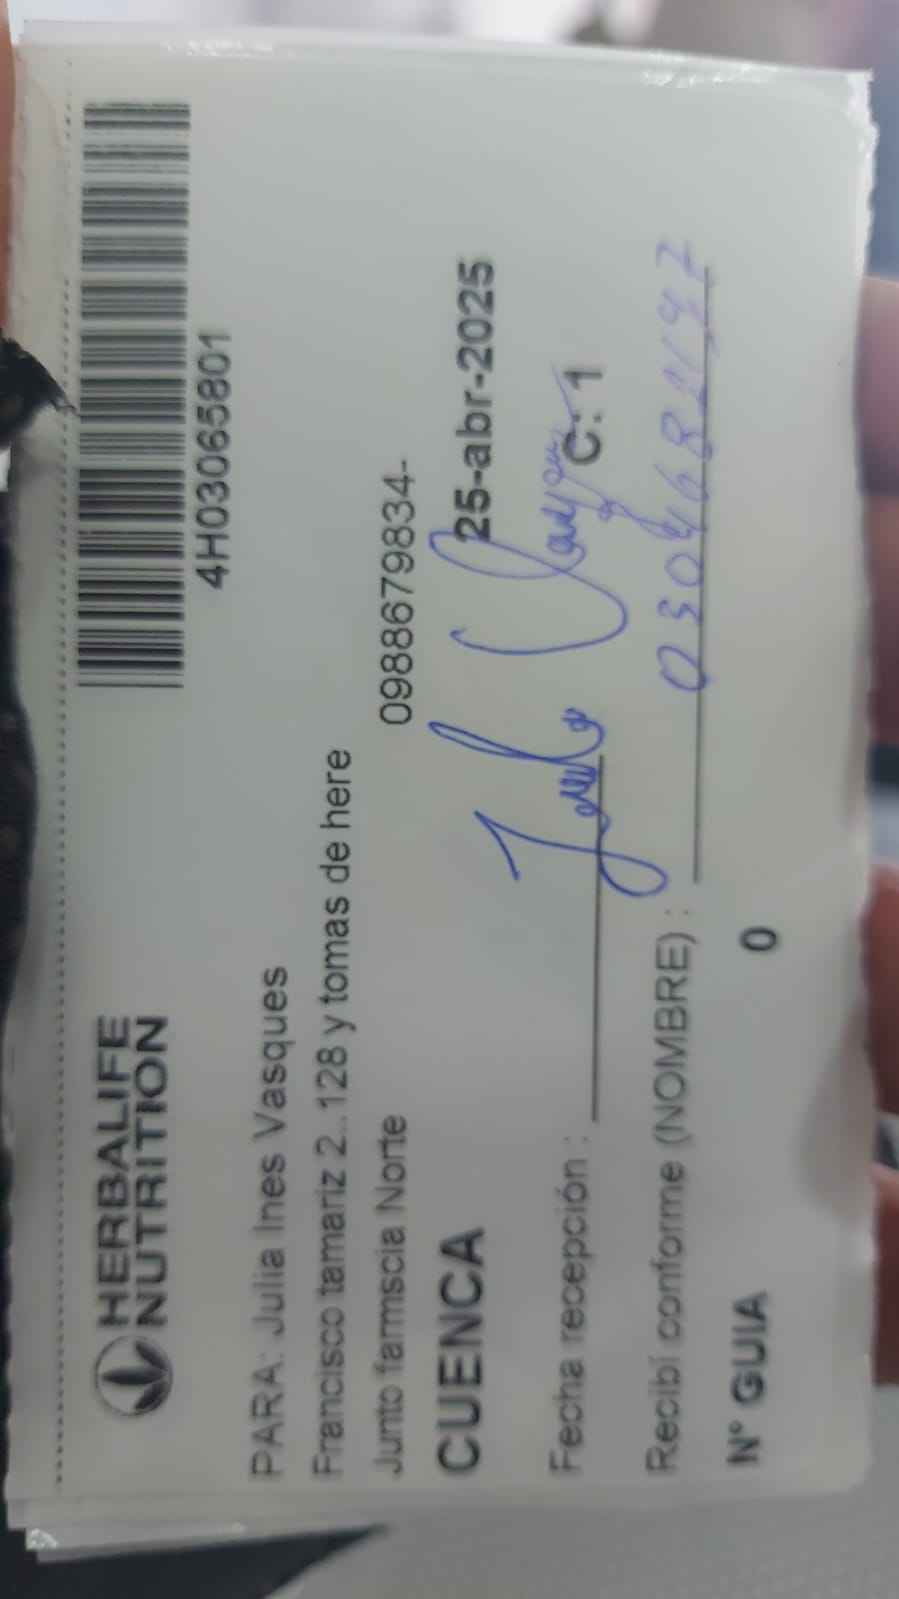 HERBALIFE
NUTRITION
4H03065801
PARA: Julia Ines Vasques
Francisco tamariz 2..128 y tomas de here
Junto farmscia Norte 0988679834-
CUENCA 25-abr-2025
Fecha recepción : C: 1
Recibí conforme (NOMBRE) :
N° GUIA 0